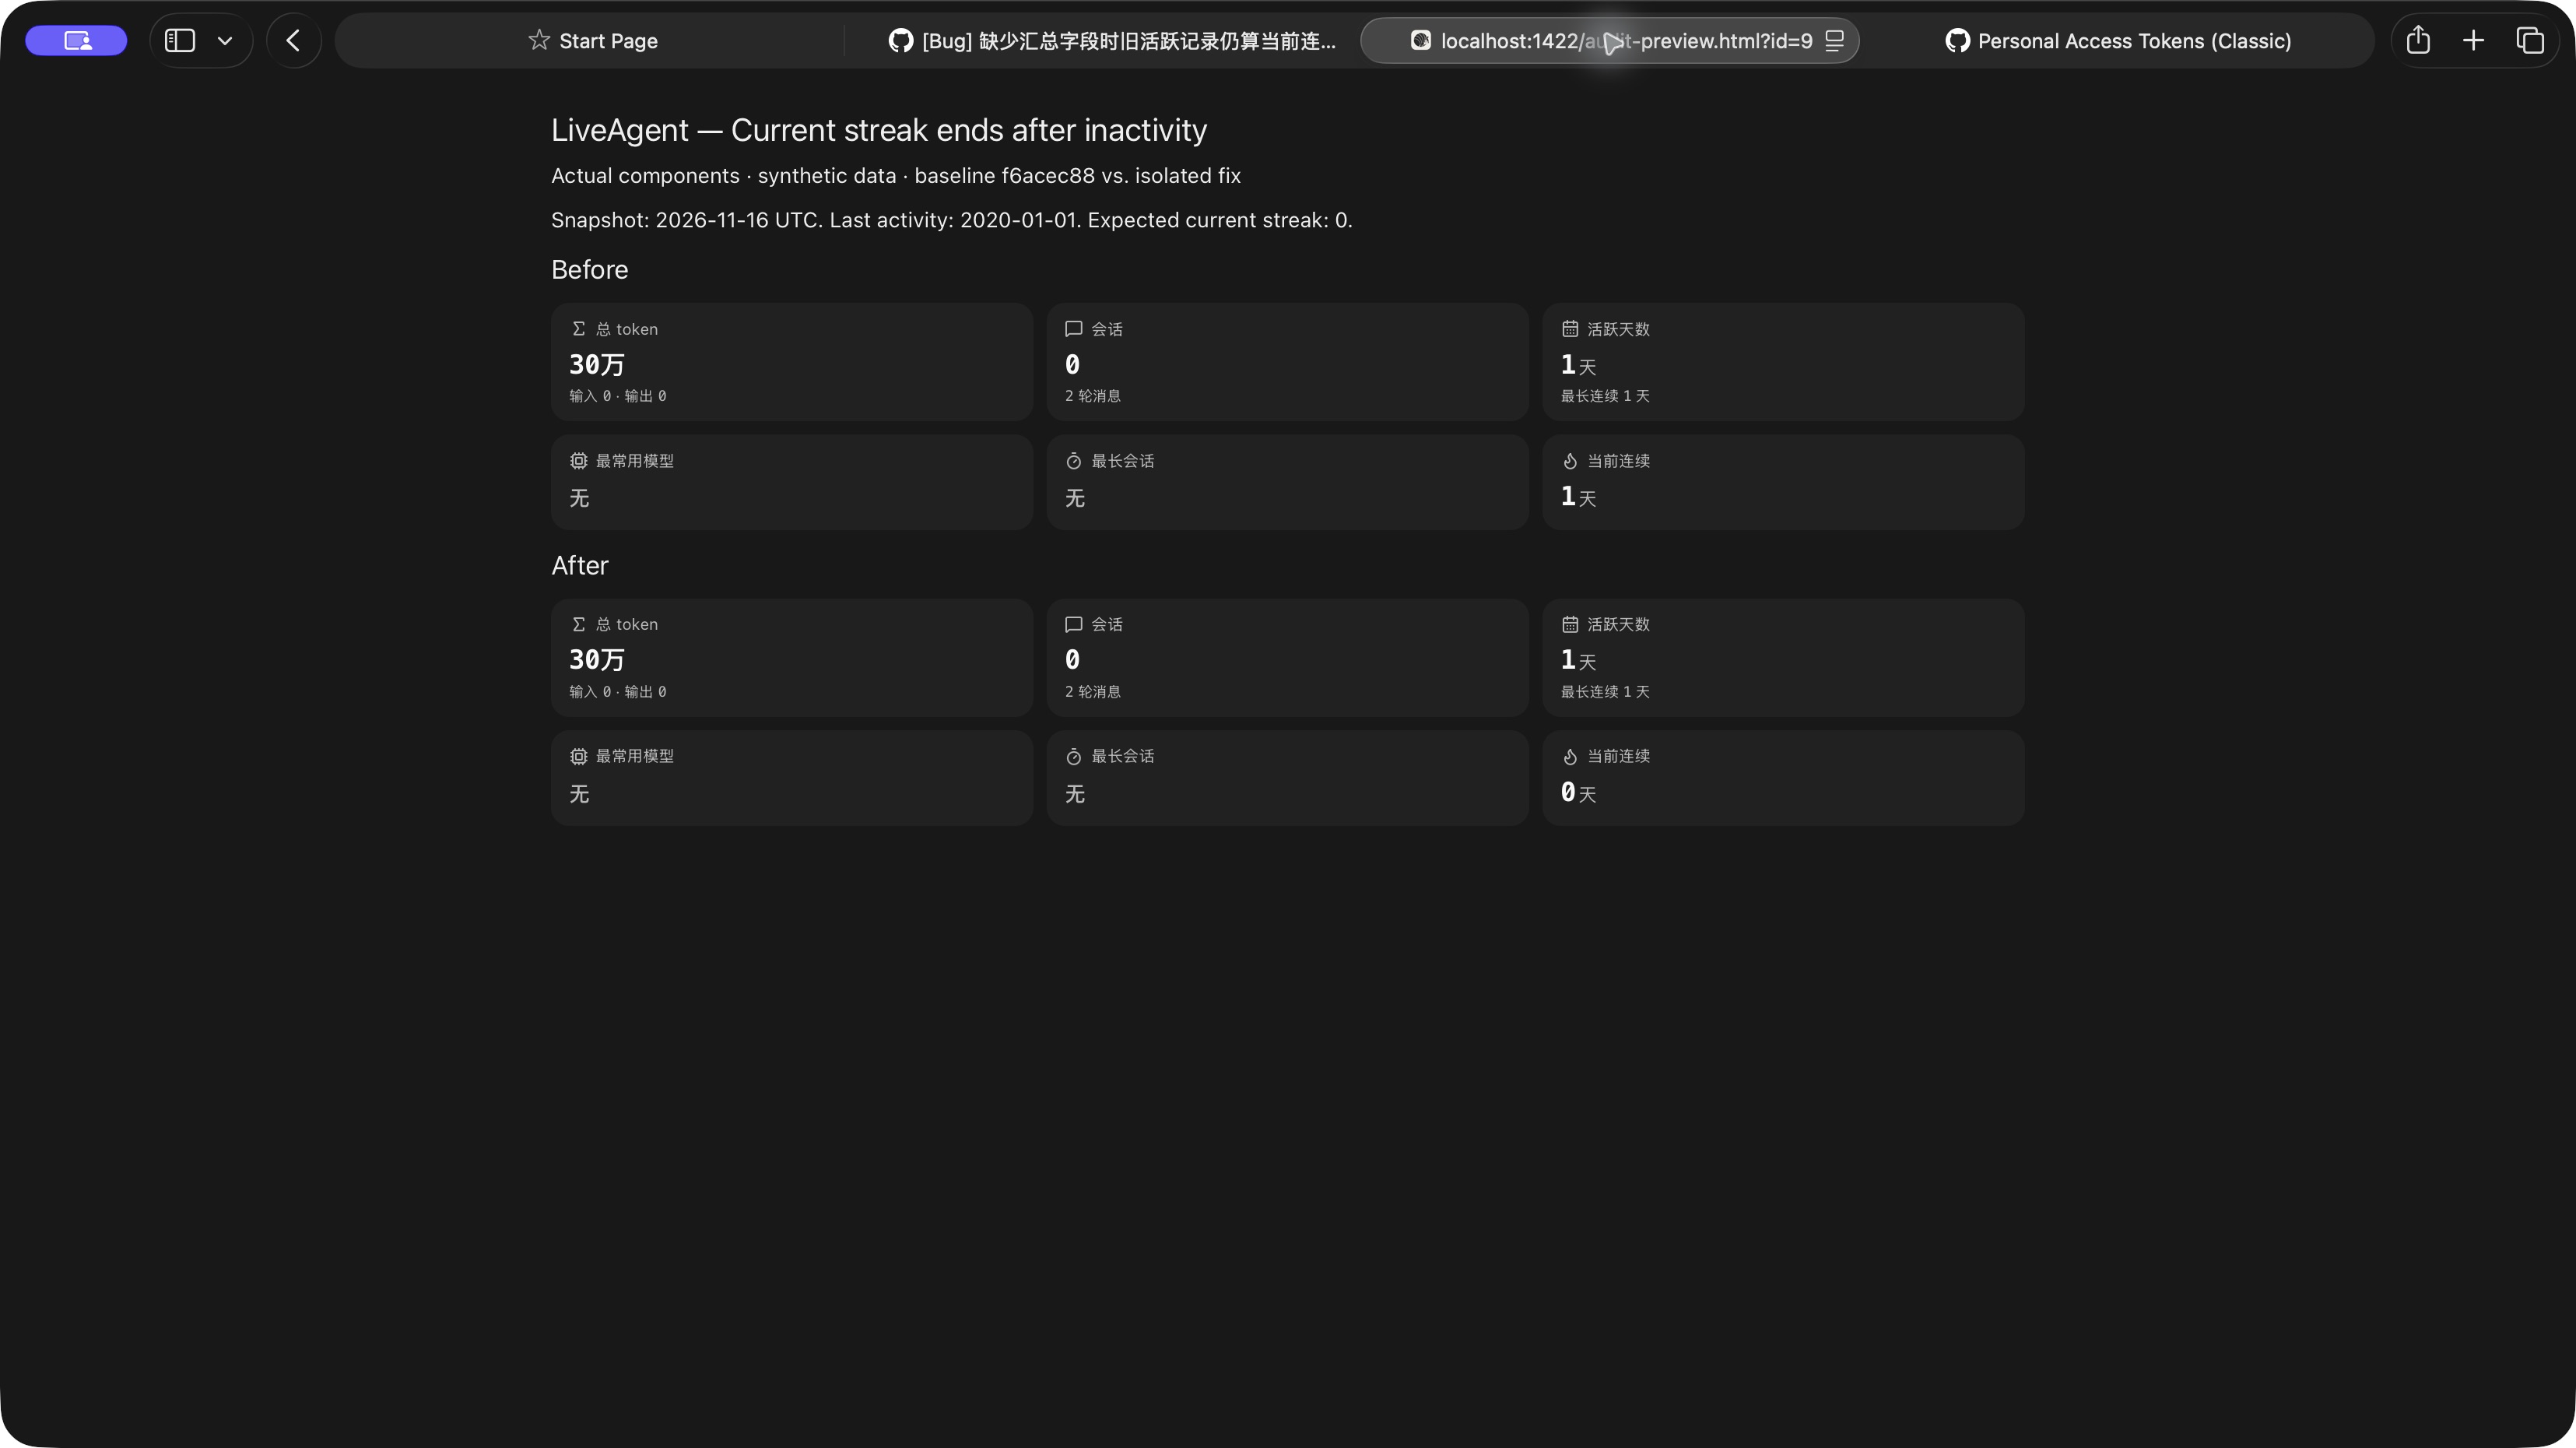 Start Page
[Bug] 缺少汇总字段时旧活跃记录仍算当前连...
localhost:1422/audit-preview.html?id=9
Personal Access Tokens (Classic)
LiveAgent — Current streak ends after inactivity
Actual components · synthetic data · baseline f6acec88 vs. isolated fix
Snapshot: 2026-11-16 UTC. Last activity: 2020-01-01. Expected current streak: 0.
Before
总 token
30万
输入 0 · 输出 0
会话
0
2 轮消息
活跃天数
1 天
最长连续 1 天
最常用模型
无
最长会话
无
当前连续
1 天
After
总 token
30万
输入 0 · 输出 0
会话
0
2 轮消息
活跃天数
1 天
最长连续 1 天
最常用模型
无
最长会话
无
当前连续
0 天